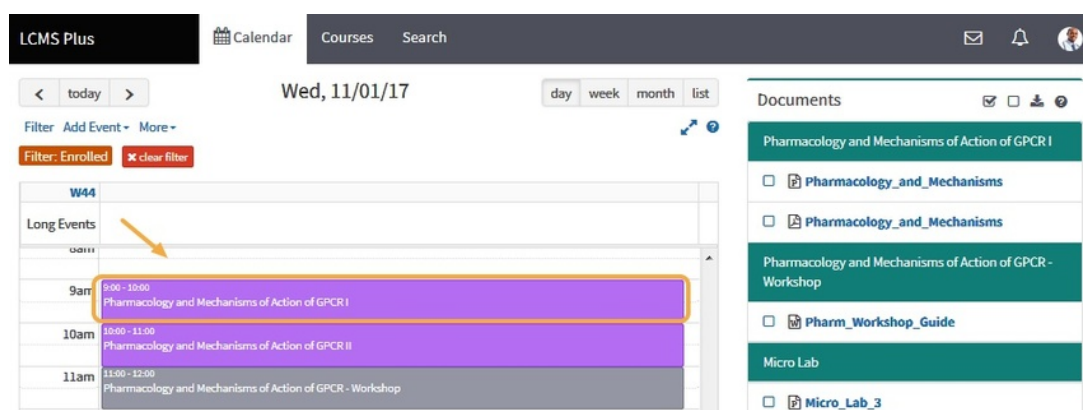 LCMS Plus
Calendar
Courses
Search
today
Wed, 11/01/17
day
week
month
list
Filter Add Event More
Filter: Enrolled
clear filter
W44
Long Events
8am
9am
9:00 - 10:00
Pharmacology and Mechanisms of Action of GPCR I
10am
10:00 - 11:00
Pharmacology and Mechanisms of Action of GPCR II
11am
11:00 - 12:00
Pharmacology and Mechanisms of Action of GPCR - Workshop
Documents
Pharmacology and Mechanisms of Action of GPCR I
Pharmacology_and_Mechanisms
Pharmacology_and_Mechanisms
Pharmacology and Mechanisms of Action of GPCR -
Workshop
Pharm_Workshop_Guide
Micro Lab
Micro_Lab_3